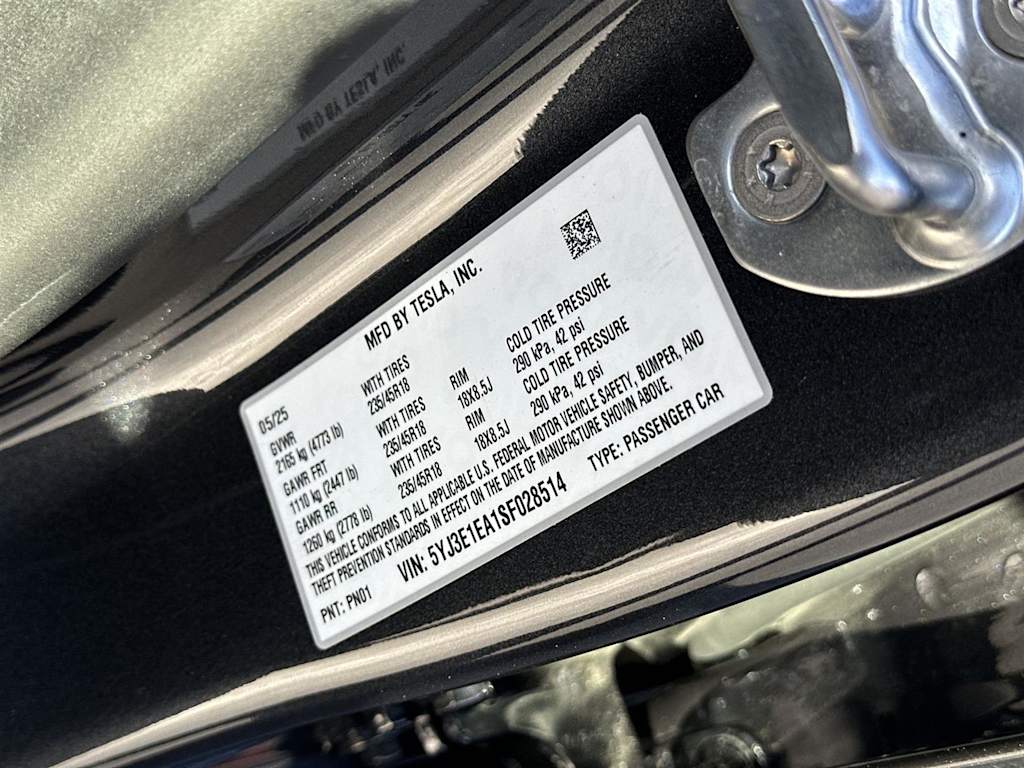 MFD BY TESLA, INC.
05/25
GVWR WITH TIRES
2165 kg (4773 lb) 235/45R18 RIM COLD TIRE PRESSURE
GAWR FRT WITH TIRES 18X8.5J 290 kPa, 42 psi
1110 kg (2447 lb) 235/45R18 RIM COLD TIRE PRESSURE
GAWR RR WITH TIRES 18X8.5J 290 kPa, 42 psi
1260 kg (2778 lb) 235/45R18
THIS VEHICLE CONFORMS TO ALL APPLICABLE U.S. FEDERAL MOTOR VEHICLE SAFETY, BUMPER, AND
THEFT PREVENTION STANDARDS IN EFFECT ON THE DATE OF MANUFACTURE SHOWN ABOVE.
PNT: PN01 VIN: 5YJ3E1EA1SF028514 TYPE: PASSENGER CAR
MFD BY TESLA, INC